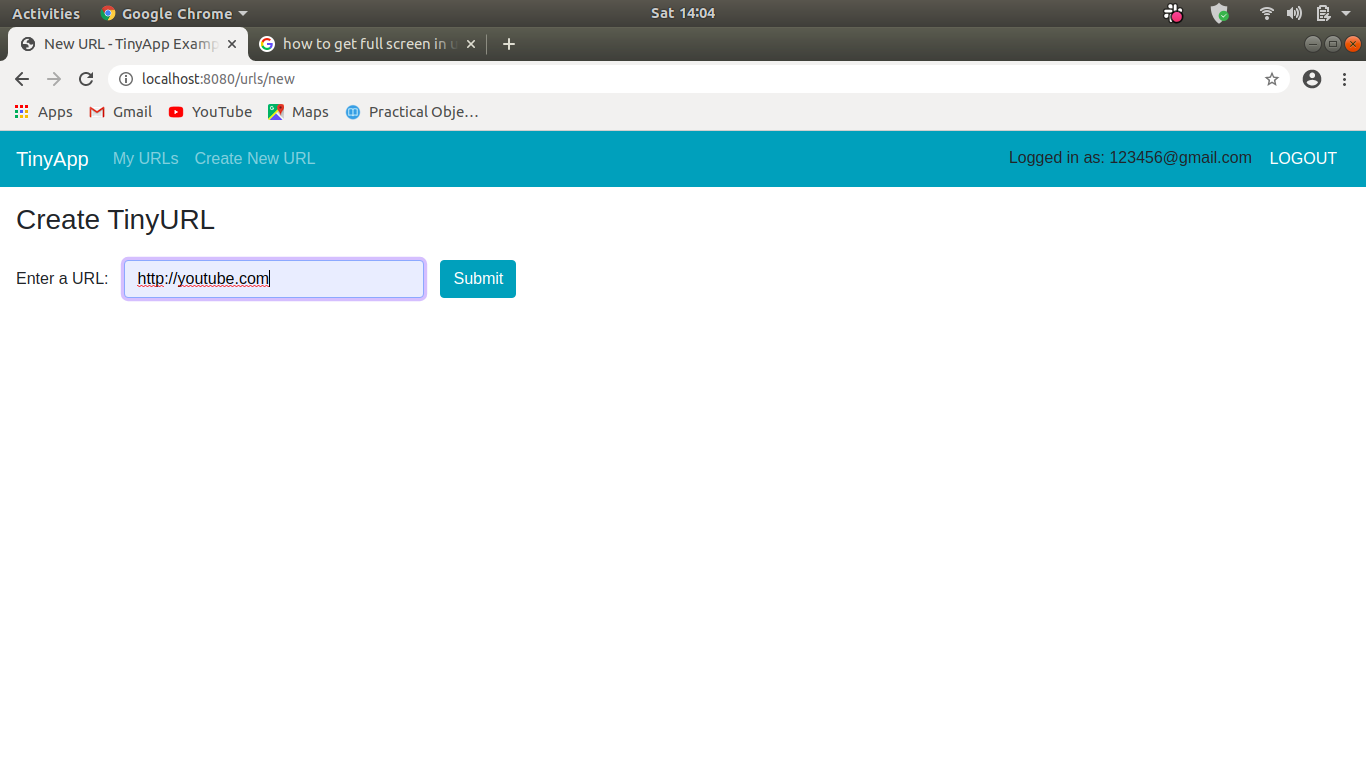 Activities Google Chrome Sat 14:04
New URL - TinyApp Examp how to get full screen in u
localhost:8080/urls/new
Apps Gmail YouTube Maps Practical Obje…
TinyApp My URLs Create New URL Logged in as: 123456@gmail.com LOGOUT
Create TinyURL
Enter a URL: http://youtube.com Submit